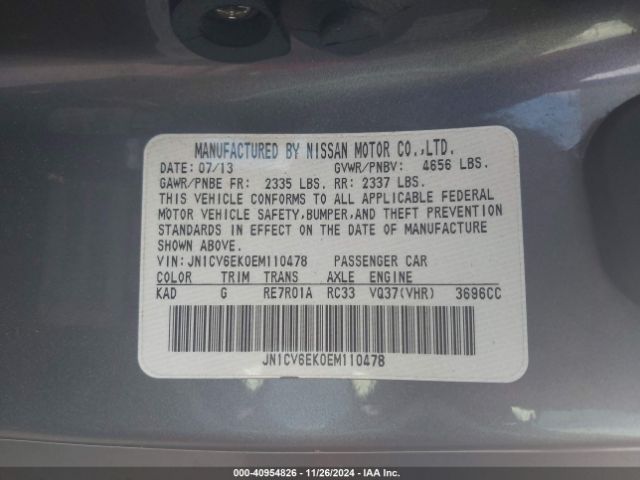 MANUFACTURED BY NISSAN MOTOR CO.,LTD.
DATE: 07/13 GVWR/PNBV: 4656 LBS.
GAWR/PNBE FR: 2335 LBS. RR: 2337 LBS.
THIS VEHICLE CONFORMS TO ALL APPLICABLE FEDERAL
MOTOR VEHICLE SAFETY,BUMPER,AND THEFT PREVENTION
STANDARDS IN EFFECT ON THE DATE OF MANUFACTURE
SHOWN ABOVE.
VIN: JN1CV6EK0EM110478 PASSENGER CAR
COLOR TRIM TRANS AXLE ENGINE
KAD G RE7R01A RC33 VQ37(VHR) 3696CC
JN1CV6EK0EM110478
000-40954826 - 11/26/2024 - IAA Inc.